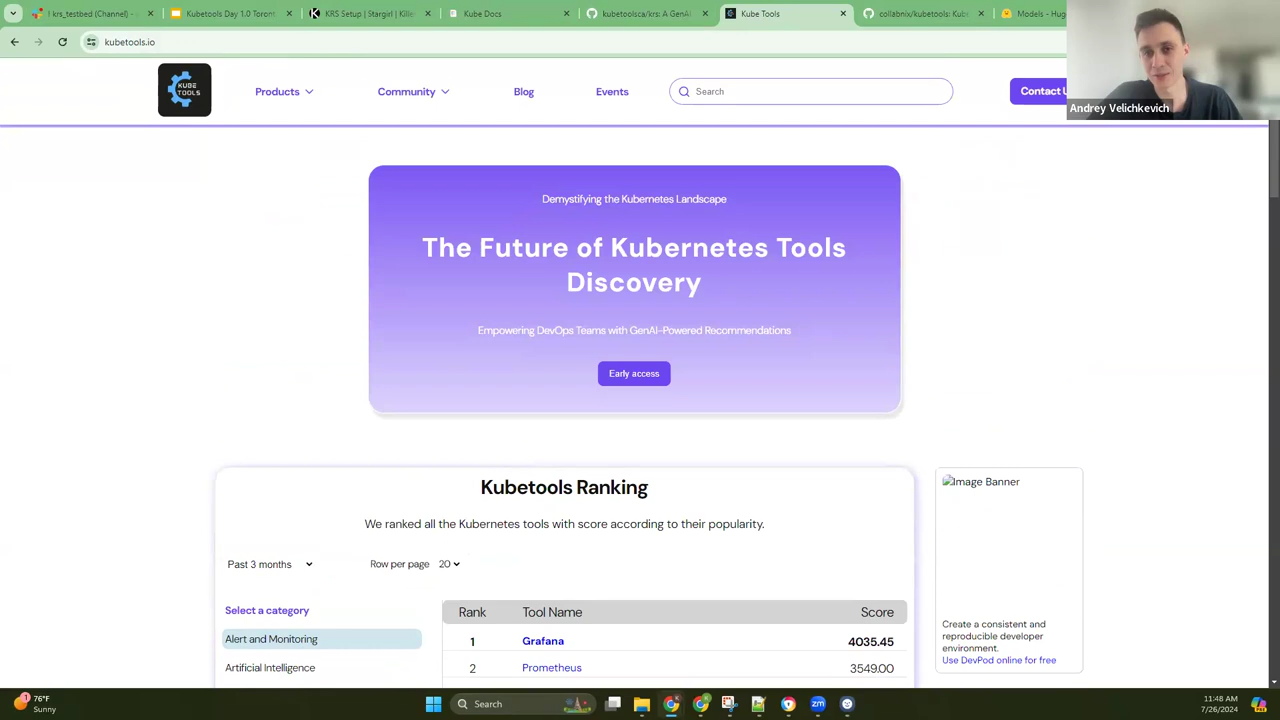 ! krs_testbed (Channel) -
Kubetools Day 1.0 Toront
KRS Setup | Stargirl | Killer
Kube Docs
kubetoolsca/krs: A GenAI
Kube Tools
collabnix/kubetools: Kube
Models - Hug
kubetools.io
KUBE
TOOLS
Products
Community
Blog
Events
Search
Contact U
Andrey Velichkevich
Demystifying the Kubernetes Landscape
The Future of Kubernetes Tools
Discovery
Empowering DevOps Teams with GenAI-Powered Recommendations
Early access
Kubetools Ranking
We ranked all the Kubernetes tools with score according to their popularity.
Past 3 months
Row per page 20
Select a category
Alert and Monitoring
Artificial Intelligence
Rank Tool Name Score
1 Grafana 4035.45
2 Prometheus 3549.00
Image Banner
Create a consistent and
reproducible developer
environment.
Use DevPod online for free
76°F
Sunny
Search
zm
11:48 AM
7/26/2024